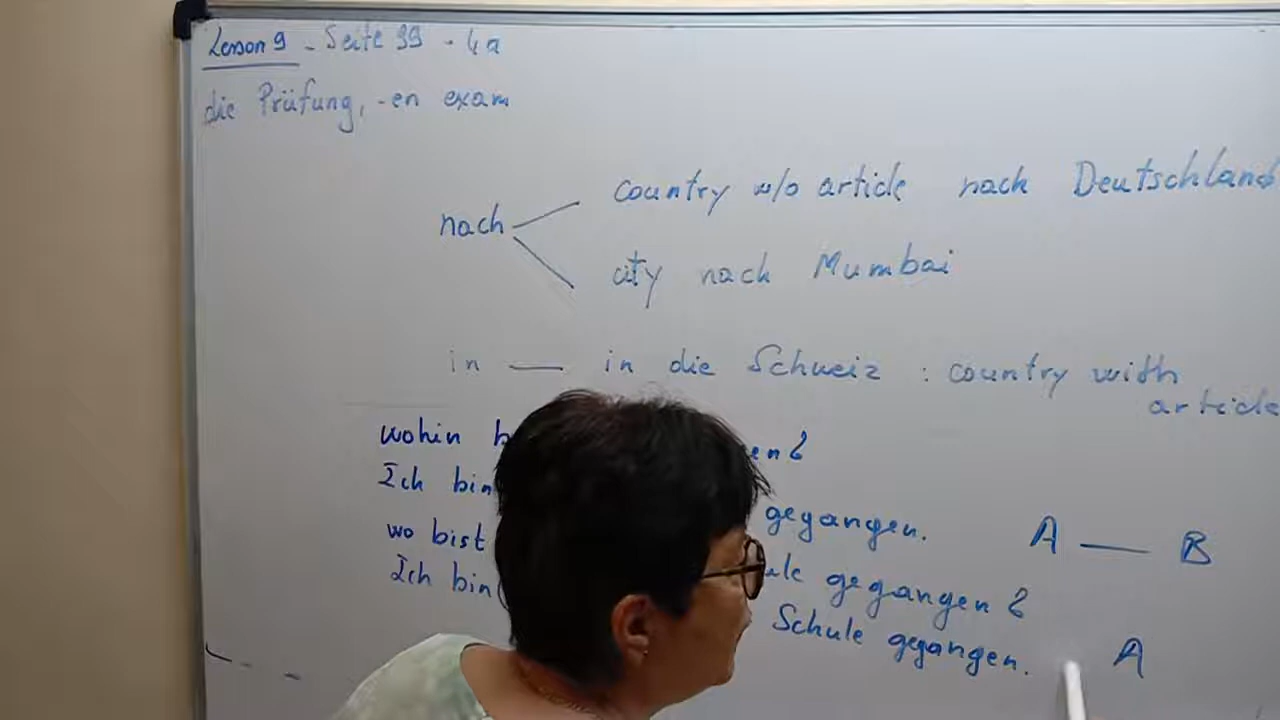 Lesson 9 - Seite 99 - 4a
die Prüfung, -en exam
country w/o article nach Deutschland
nach
city nach Mumbai
in — in die Schweiz : country with
article
wohin
Ich bin gegangen.
wo bist gegangen?
Ich bin Schule gegangen.
A — B
A